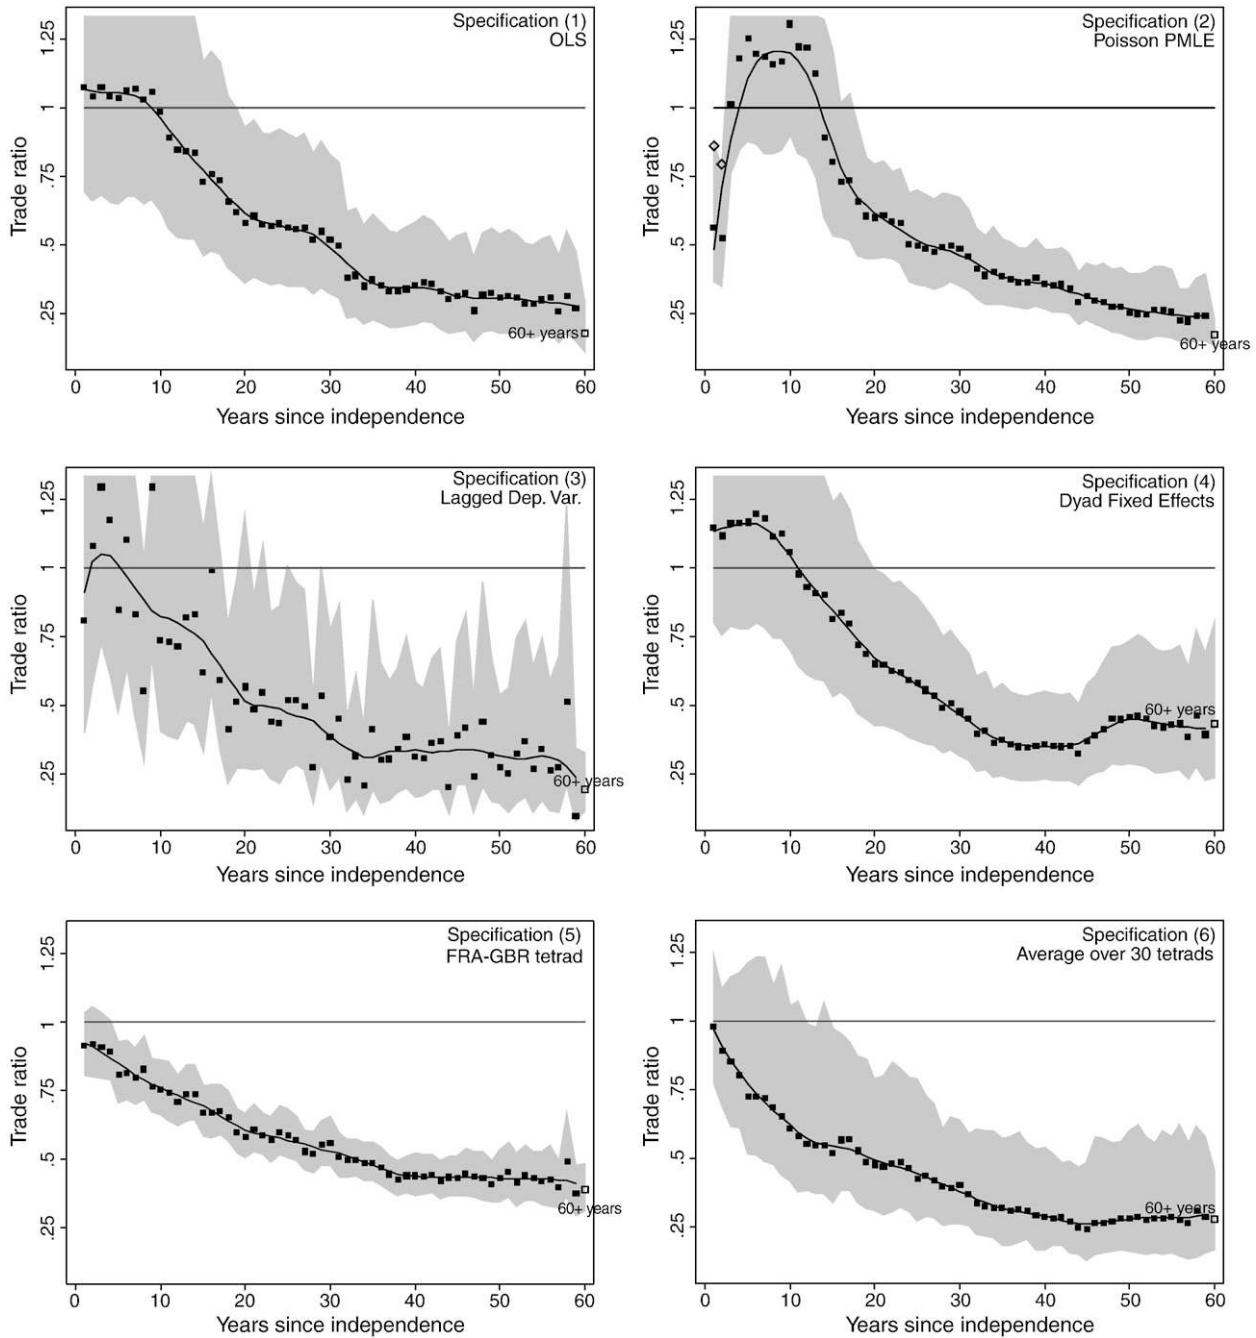 Specification (1)
OLS
1.25
1
.75
.5
.25
Trade ratio
60+ years
0 10 20 30 40 50 60
Years since independence
Specification (2)
Poisson PMLE
1.25
1
.75
.5
.25
Trade ratio
60+ years
0 10 20 30 40 50 60
Years since independence
Specification (3)
Lagged Dep. Var.
1.25
1
.75
.5
.25
Trade ratio
60+ years
0 10 20 30 40 50 60
Years since independence
Specification (4)
Dyad Fixed Effects
1.25
1
.75
.5
.25
Trade ratio
60+ years
0 10 20 30 40 50 60
Years since independence
Specification (5)
FRA-GBR tetrad
1.25
1
.75
.5
.25
Trade ratio
60+ years
0 10 20 30 40 50 60
Years since independence
Specification (6)
Average over 30 tetrads
1.25
1
.75
.5
.25
Trade ratio
60+ years
0 10 20 30 40 50 60
Years since independence